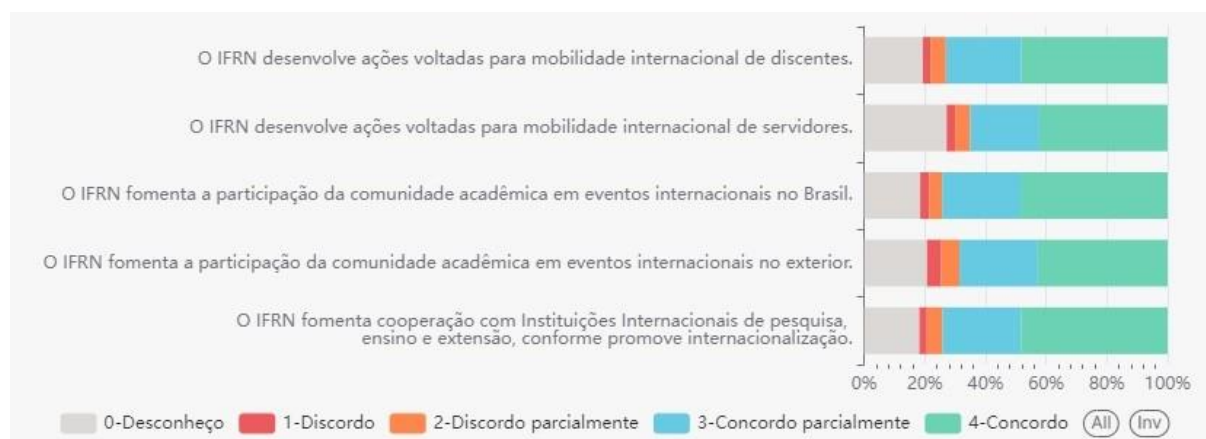 O IFRN desenvolve ações voltadas para mobilidade internacional de discentes.
O IFRN desenvolve ações voltadas para mobilidade internacional de servidores.
O IFRN fomenta a participação da comunidade acadêmica em eventos internacionais no Brasil.
O IFRN fomenta a participação da comunidade acadêmica em eventos internacionais no exterior.
O IFRN fomenta cooperação com Instituições Internacionais de pesquisa,
ensino e extensão, conforme promove internacionalização.
0% 20% 40% 60% 80% 100%
0-Desconheço 1-Discordo 2-Discordo parcialmente 3-Concordo parcialmente 4-Concordo All Inv